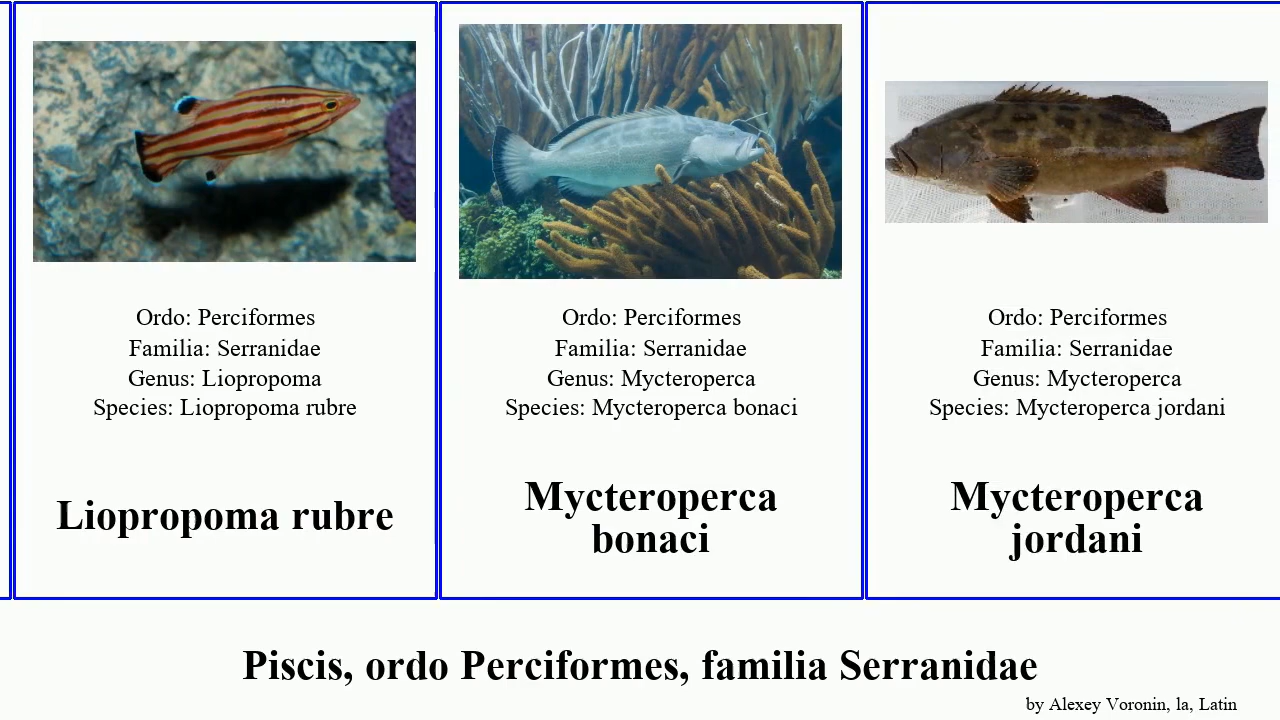 Ordo: Perciformes
Familia: Serranidae
Genus: Liopropoma
Species: Liopropoma rubre
Liopropoma rubre
Ordo: Perciformes
Familia: Serranidae
Genus: Mycteroperca
Species: Mycteroperca bonaci
Mycteroperca
bonaci
Ordo: Perciformes
Familia: Serranidae
Genus: Mycteroperca
Species: Mycteroperca jordani
Mycteroperca
jordani
Piscis, ordo Perciformes, familia Serranidae
by Alexey Voronin, la, Latin